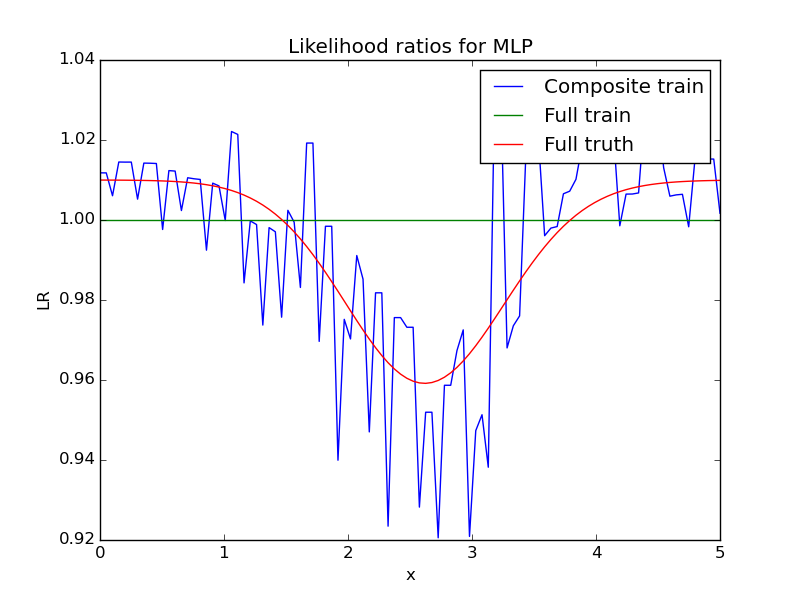 Likelihood ratios for MLP
1.04
1.02
1.00
0.98
0.96
0.94
0.92
LR
Composite train
Full train
Full truth
0 1 2 3 4 5
x